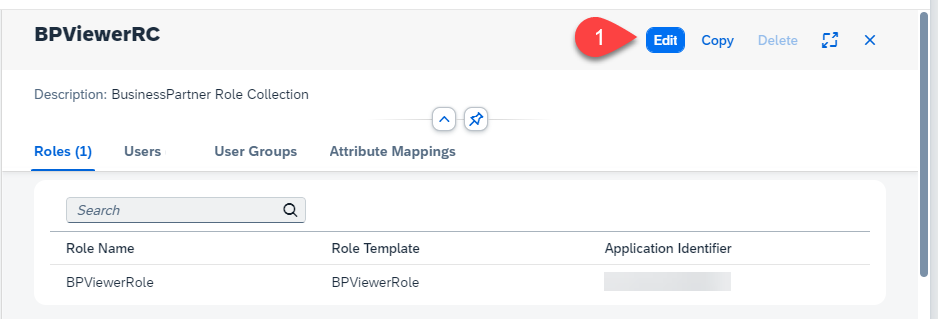 BPViewerRC
1
Edit Copy Delete
Description: BusinessPartner Role Collection
Roles (1) Users User Groups Attribute Mappings
Search
Role Name Role Template Application Identifier
BPViewerRole BPViewerRole